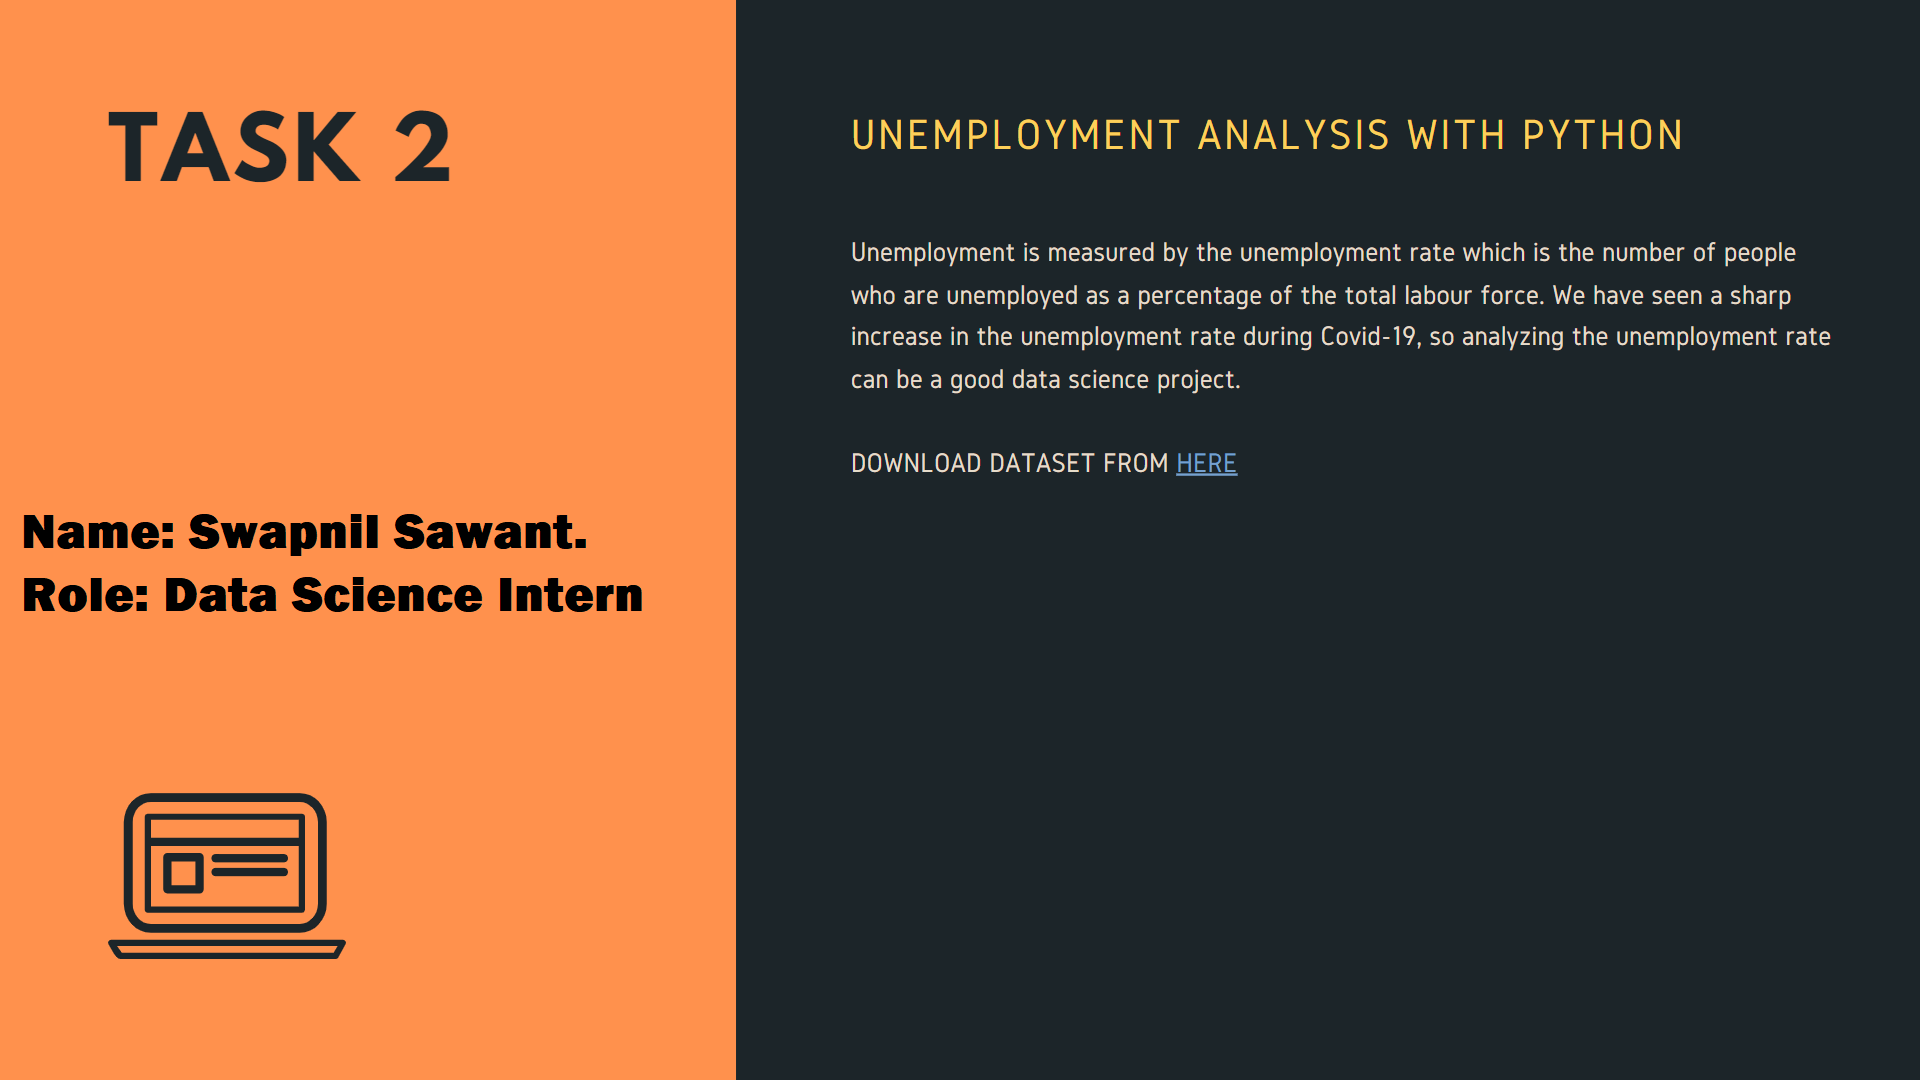 TASK 2
Name: Swapnil Sawant.
Role: Data Science Intern
UNEMPLOYMENT ANALYSIS WITH PYTHON
Unemployment is measured by the unemployment rate which is the number of people
who are unemployed as a percentage of the total labour force. We have seen a sharp
increase in the unemployment rate during Covid-19, so analyzing the unemployment rate
can be a good data science project.
DOWNLOAD DATASET FROM HERE